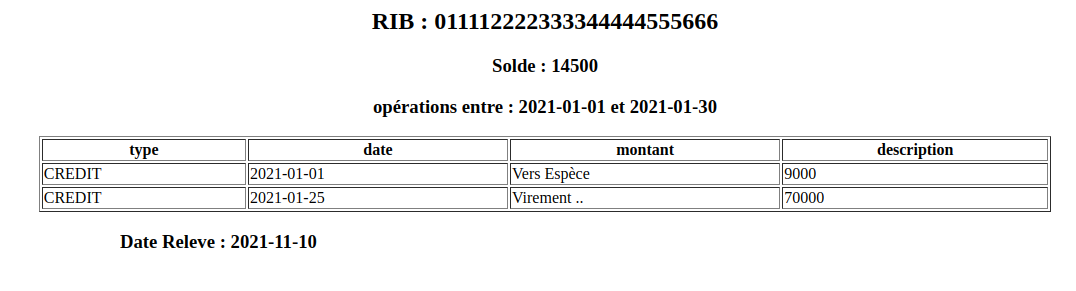 RIB : 011111222233344444555666
Solde : 14500
opérations entre : 2021-01-01 et 2021-01-30
type date montant description
CREDIT 2021-01-01 Vers Espèce 9000
CREDIT 2021-01-25 Virement .. 70000
Date Releve : 2021-11-10